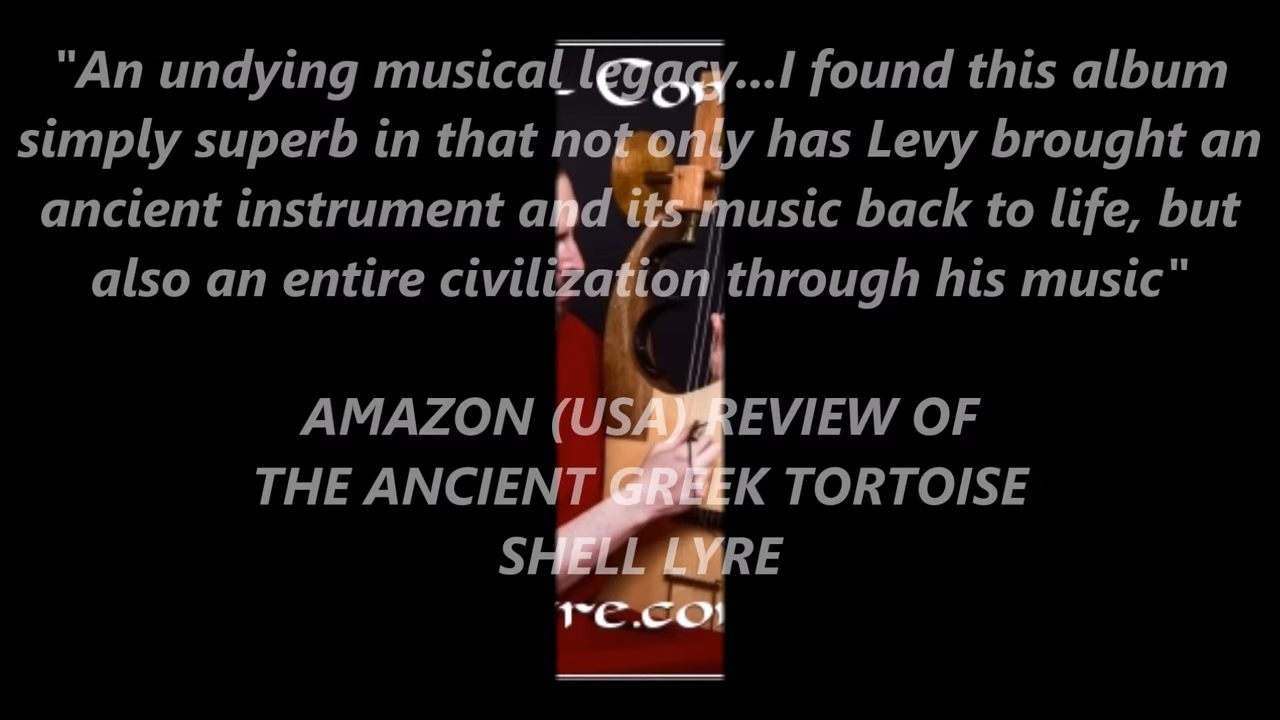 "An undying musical legacy...I found this album
simply superb in that not only has Levy brought an
ancient instrument and its music back to life, but
also an entire civilization through his music"
AMAZON (USA) REVIEW OF
THE ANCIENT GREEK TORTOISE
SHELL LYRE